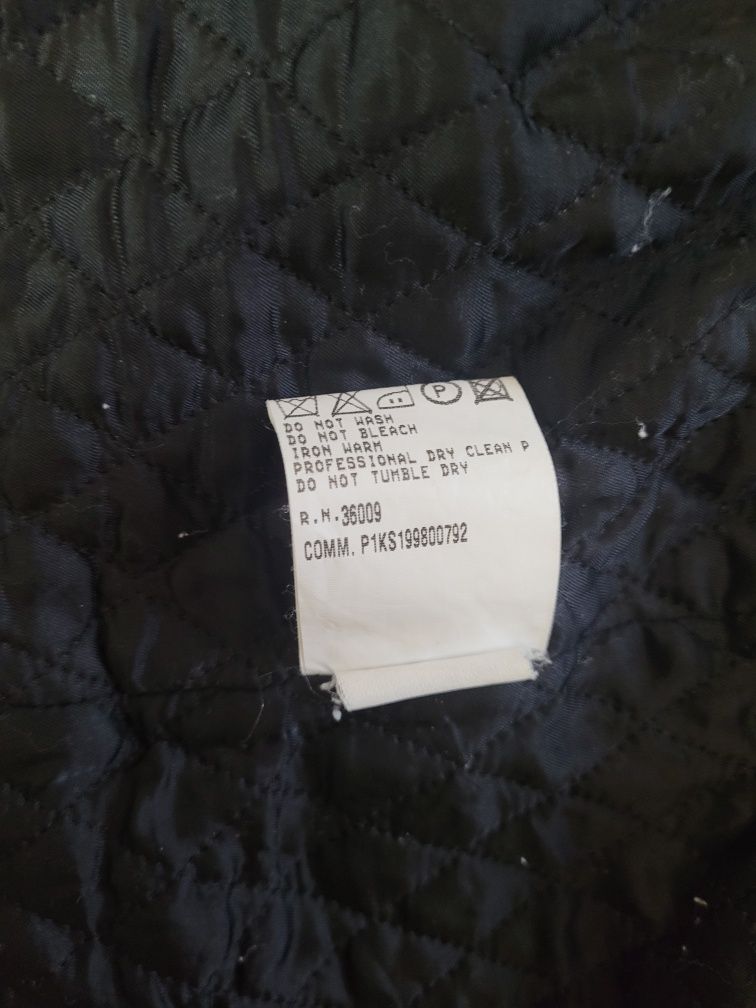 P
DO NOT WASH
DO NOT BLEACH
IRON WARM
PROFESSIONAL DRY CLEAN P
DO NOT TUMBLE DRY
R.N.36009
COMM. P1KS199800792